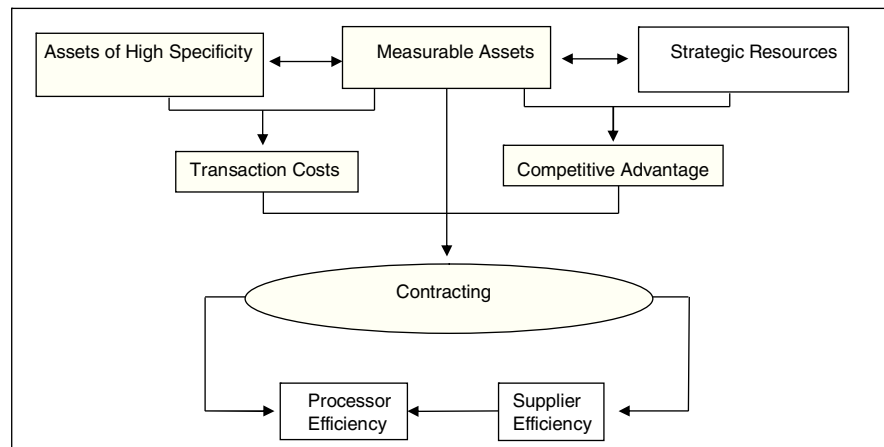 Assets of High Specificity
Measurable Assets
Strategic Resources
Transaction Costs
Competitive Advantage
Contracting
Processor
Efficiency
Supplier
Efficiency